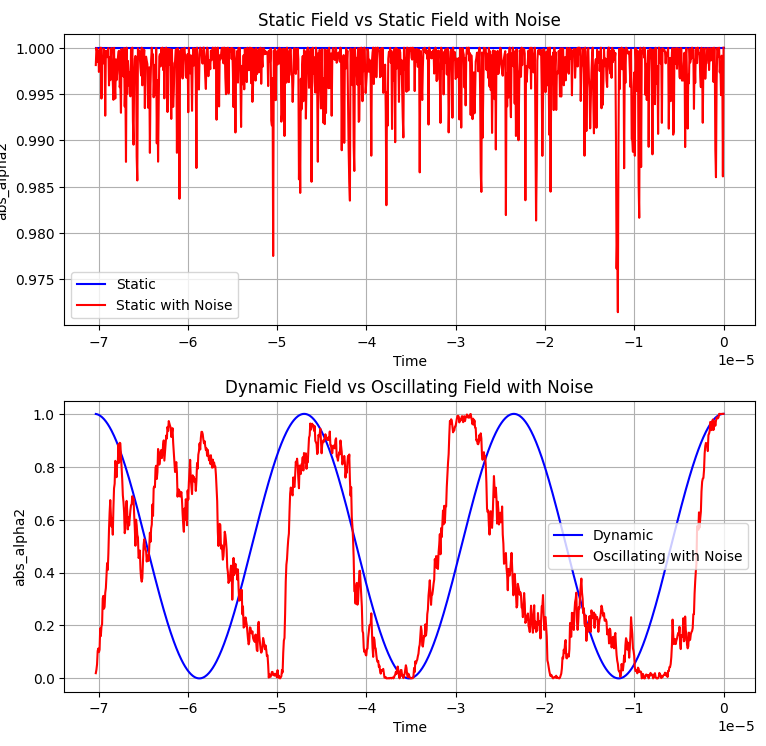 Static Field vs Static Field with Noise
abs_alpha2
1.000
0.995
0.990
0.985
0.980
0.975
Static
Static with Noise
−7 −6 −5 −4 −3 −2 −1 0
Time
1e−5
Dynamic Field vs Oscillating Field with Noise
abs_alpha2
1.0
0.8
0.6
0.4
0.2
0.0
Dynamic
Oscillating with Noise
−7 −6 −5 −4 −3 −2 −1 0
Time
1e−5